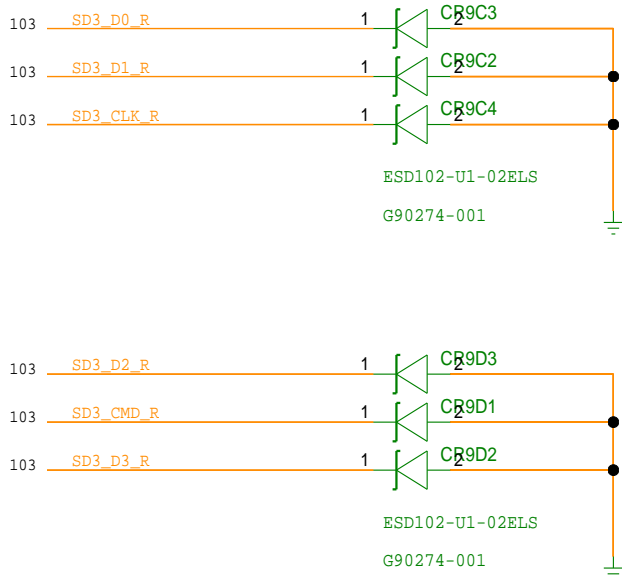 103 SD3_D0_R 1 2 CR9C3
103 SD3_D1_R 1 2 CR9C2
103 SD3_CLK_R 1 2 CR9C4
ESD102-U1-02ELS
G90274-001
103 SD3_D2_R 1 2 CR9D3
103 SD3_CMD_R 1 2 CR9D1
103 SD3_D3_R 1 2 CR9D2
ESD102-U1-02ELS
G90274-001